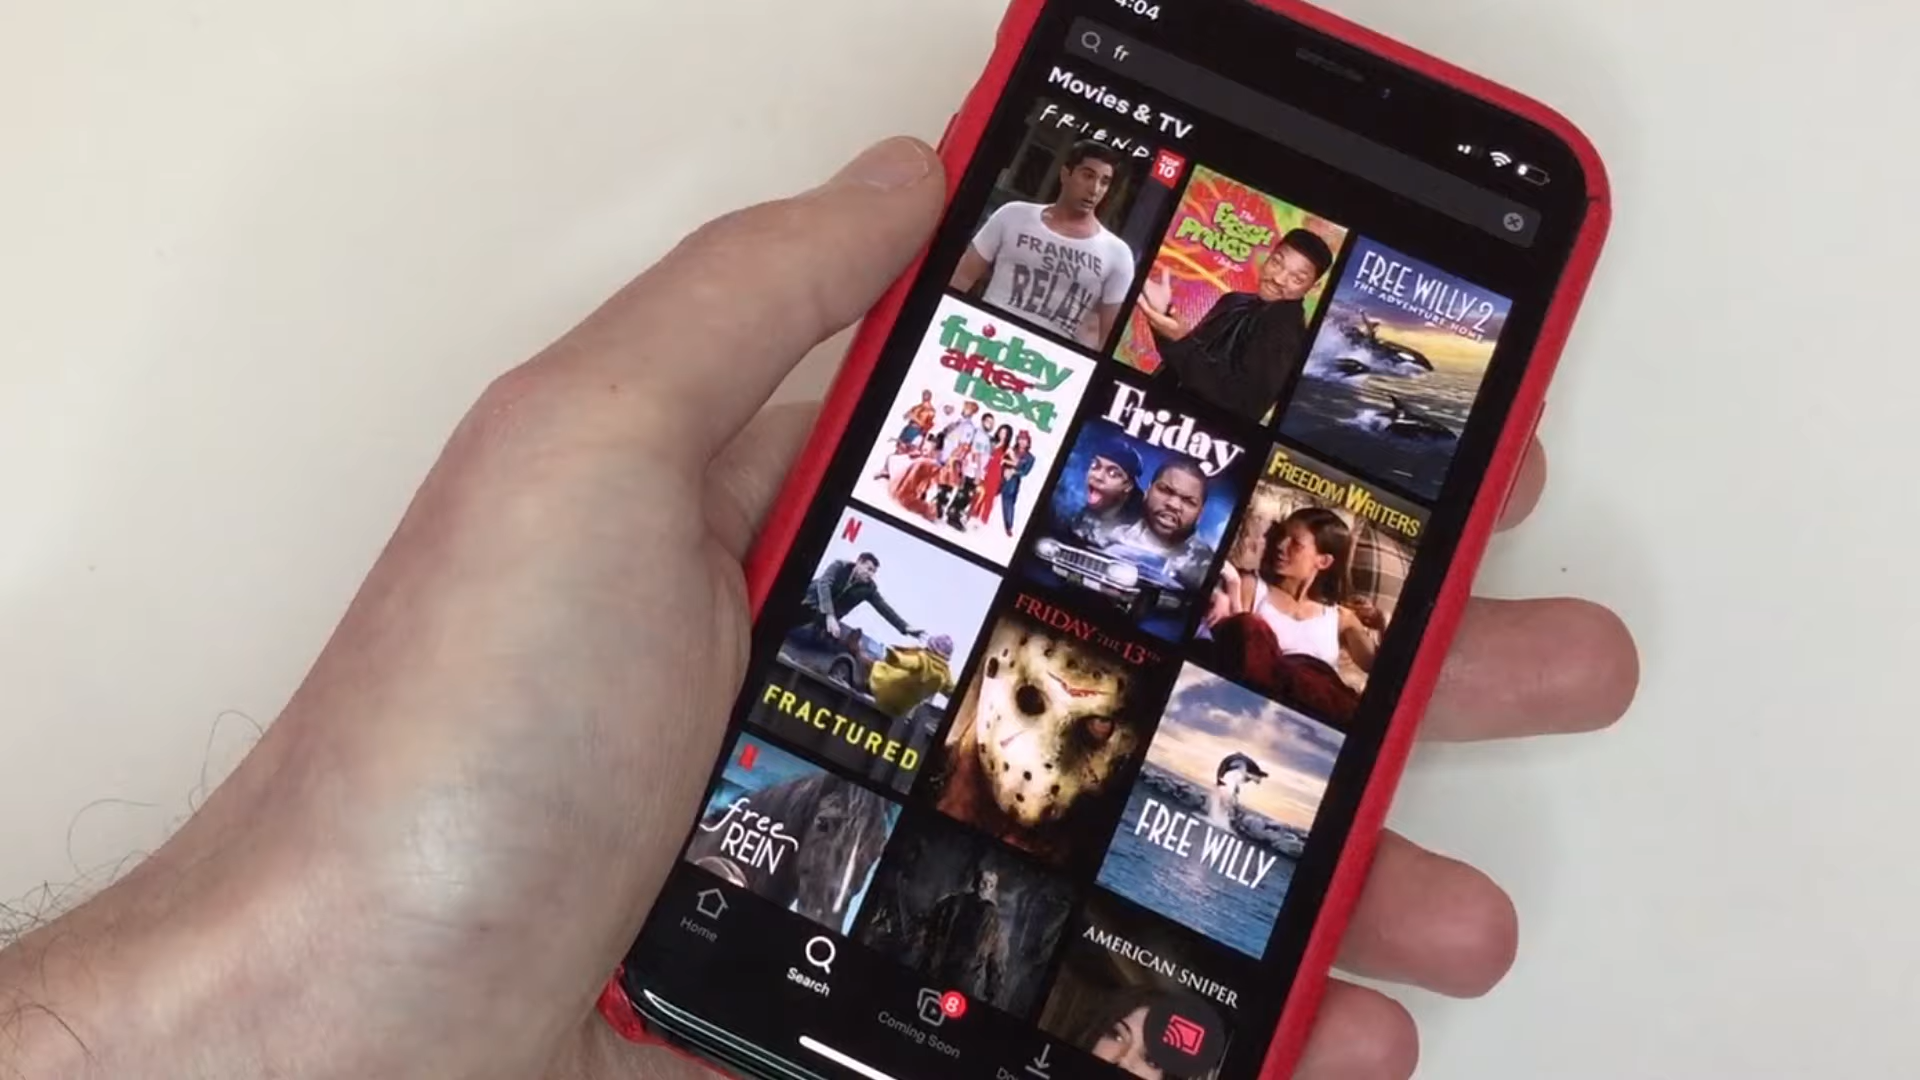 4:04
fr
Movies & TV
FRIEND
TOP
10
FRANKIE
SAY
RELAX
The
Fresh
Prince
FREE WILLY 2
THE ADVENTURE HOME
friday
after
next
Friday
FREEDOM WRITERS
N
FRACTURED
FRIDAY THE 13TH
FREE WILLY
N
free
REIN
AMERICAN SNIPER
Home
Search
8
Coming Soon